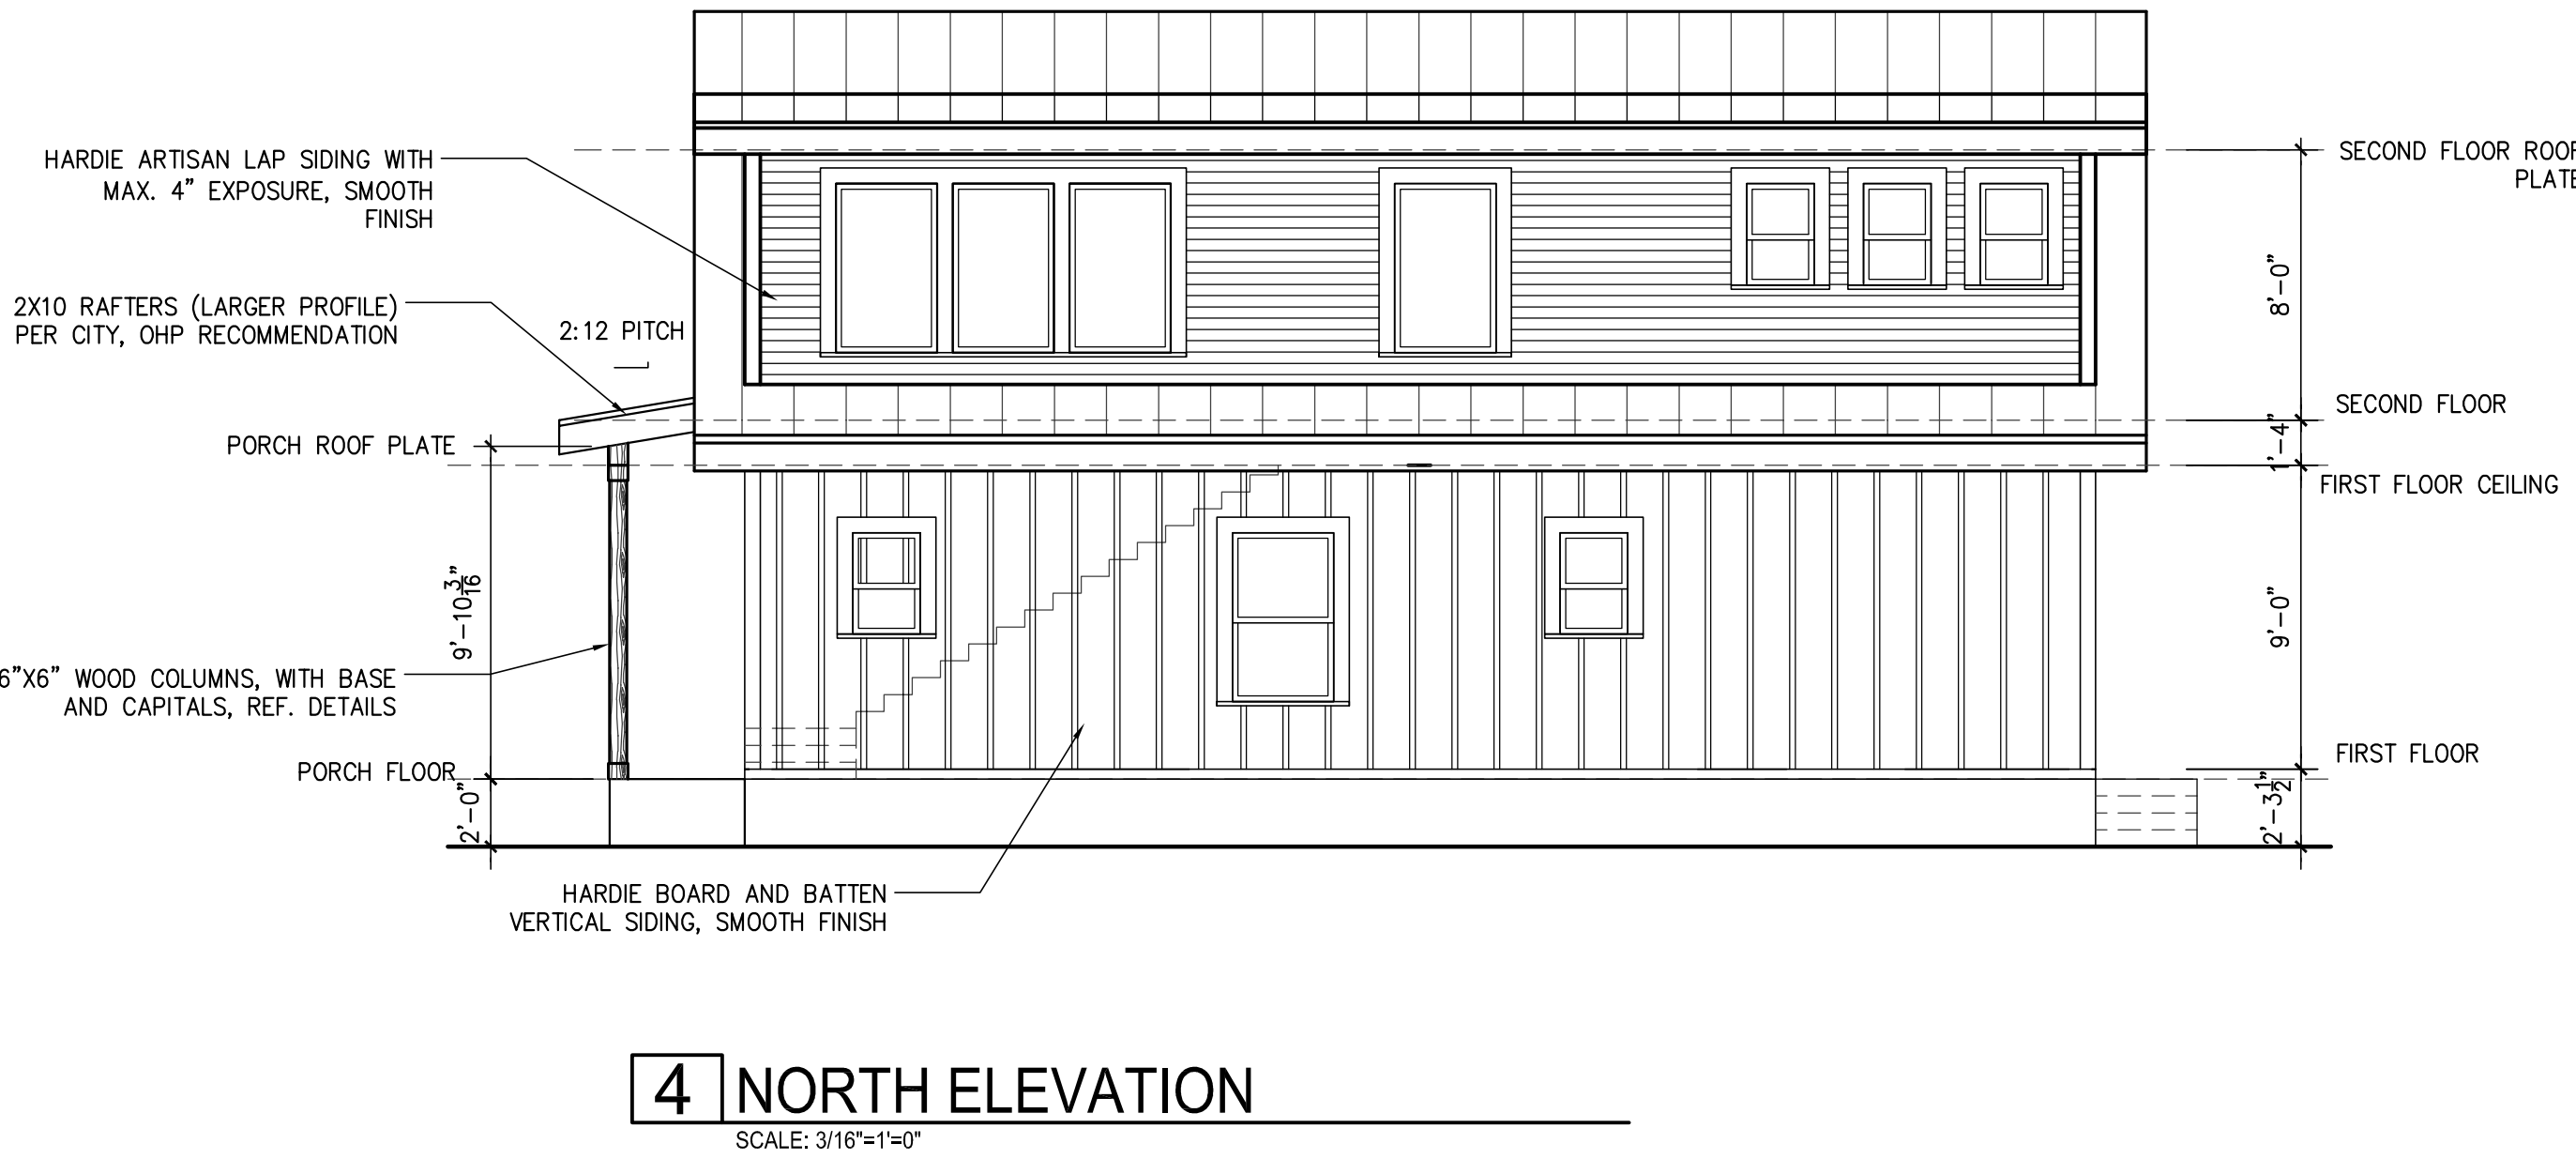 HARDIE ARTISAN LAP SIDING WITH
MAX. 4" EXPOSURE, SMOOTH
FINISH
2X10 RAFTERS (LARGER PROFILE)
PER CITY, OHP RECOMMENDATION
2:12 PITCH
PORCH ROOF PLATE
9'-10 3/16"
6"X6" WOOD COLUMNS, WITH BASE
AND CAPITALS, REF. DETAILS
PORCH FLOOR
2'-0"
HARDIE BOARD AND BATTEN
VERTICAL SIDING, SMOOTH FINISH
SECOND FLOOR ROOF
PLATE
8'-0"
SECOND FLOOR
1'-4"
FIRST FLOOR CEILING
9'-0"
FIRST FLOOR
2'-3 1/2"
4 NORTH ELEVATION
SCALE: 3/16"=1'=0"